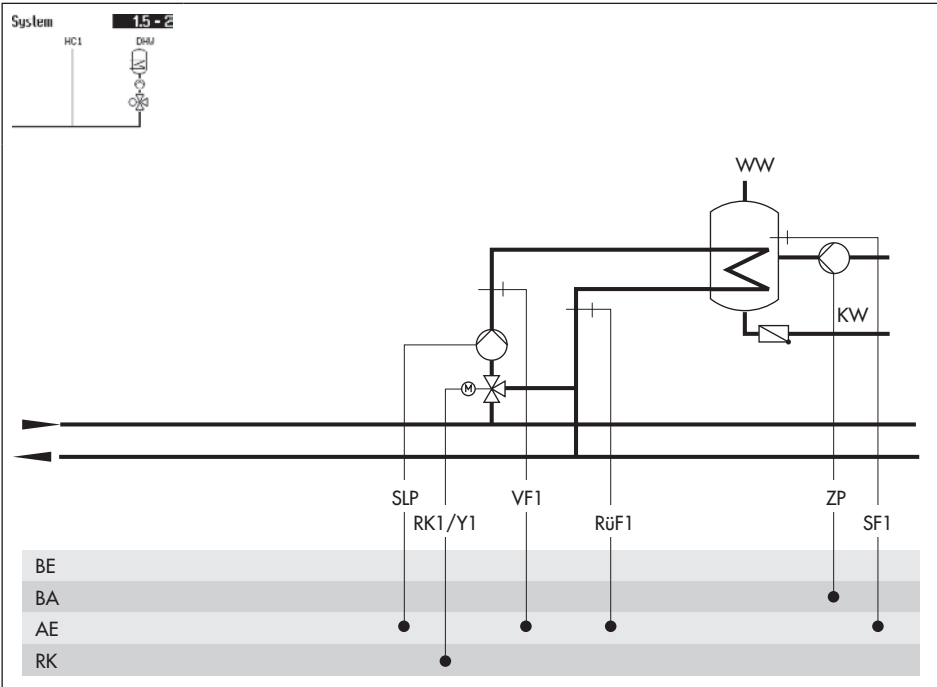 System 1.5 - 2
HC1 DHW
WW
KW
M
SLP VF1 ZP
RK1/Y1 RüF1 SF1
BE
BA
AE
RK